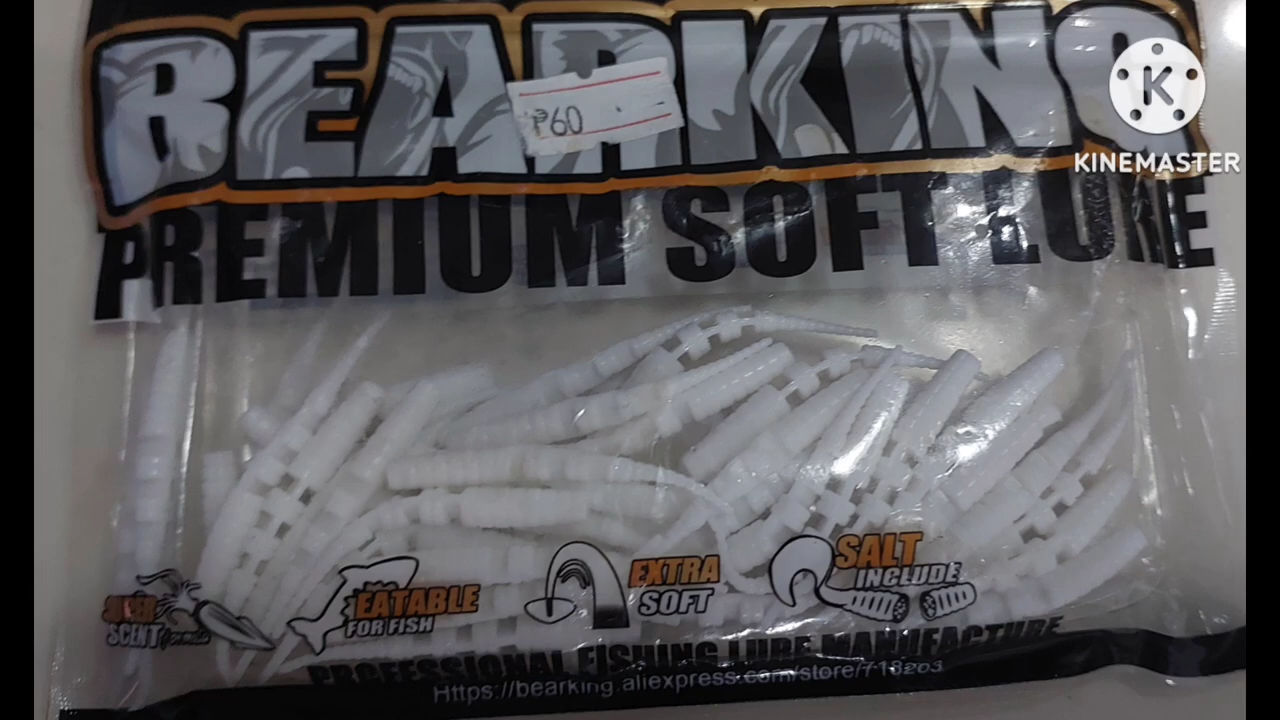 BEARKING
₱60
K
KINEMASTER
PREMIUM SOFT LURE
SCENT
EATABLE
FOR FISH
EXTRA
SOFT
SALT
INCLUDE
PROFESSIONAL FISHING LURE MANUFACTURE
Https://bearking.aliexpress.com/store/718203